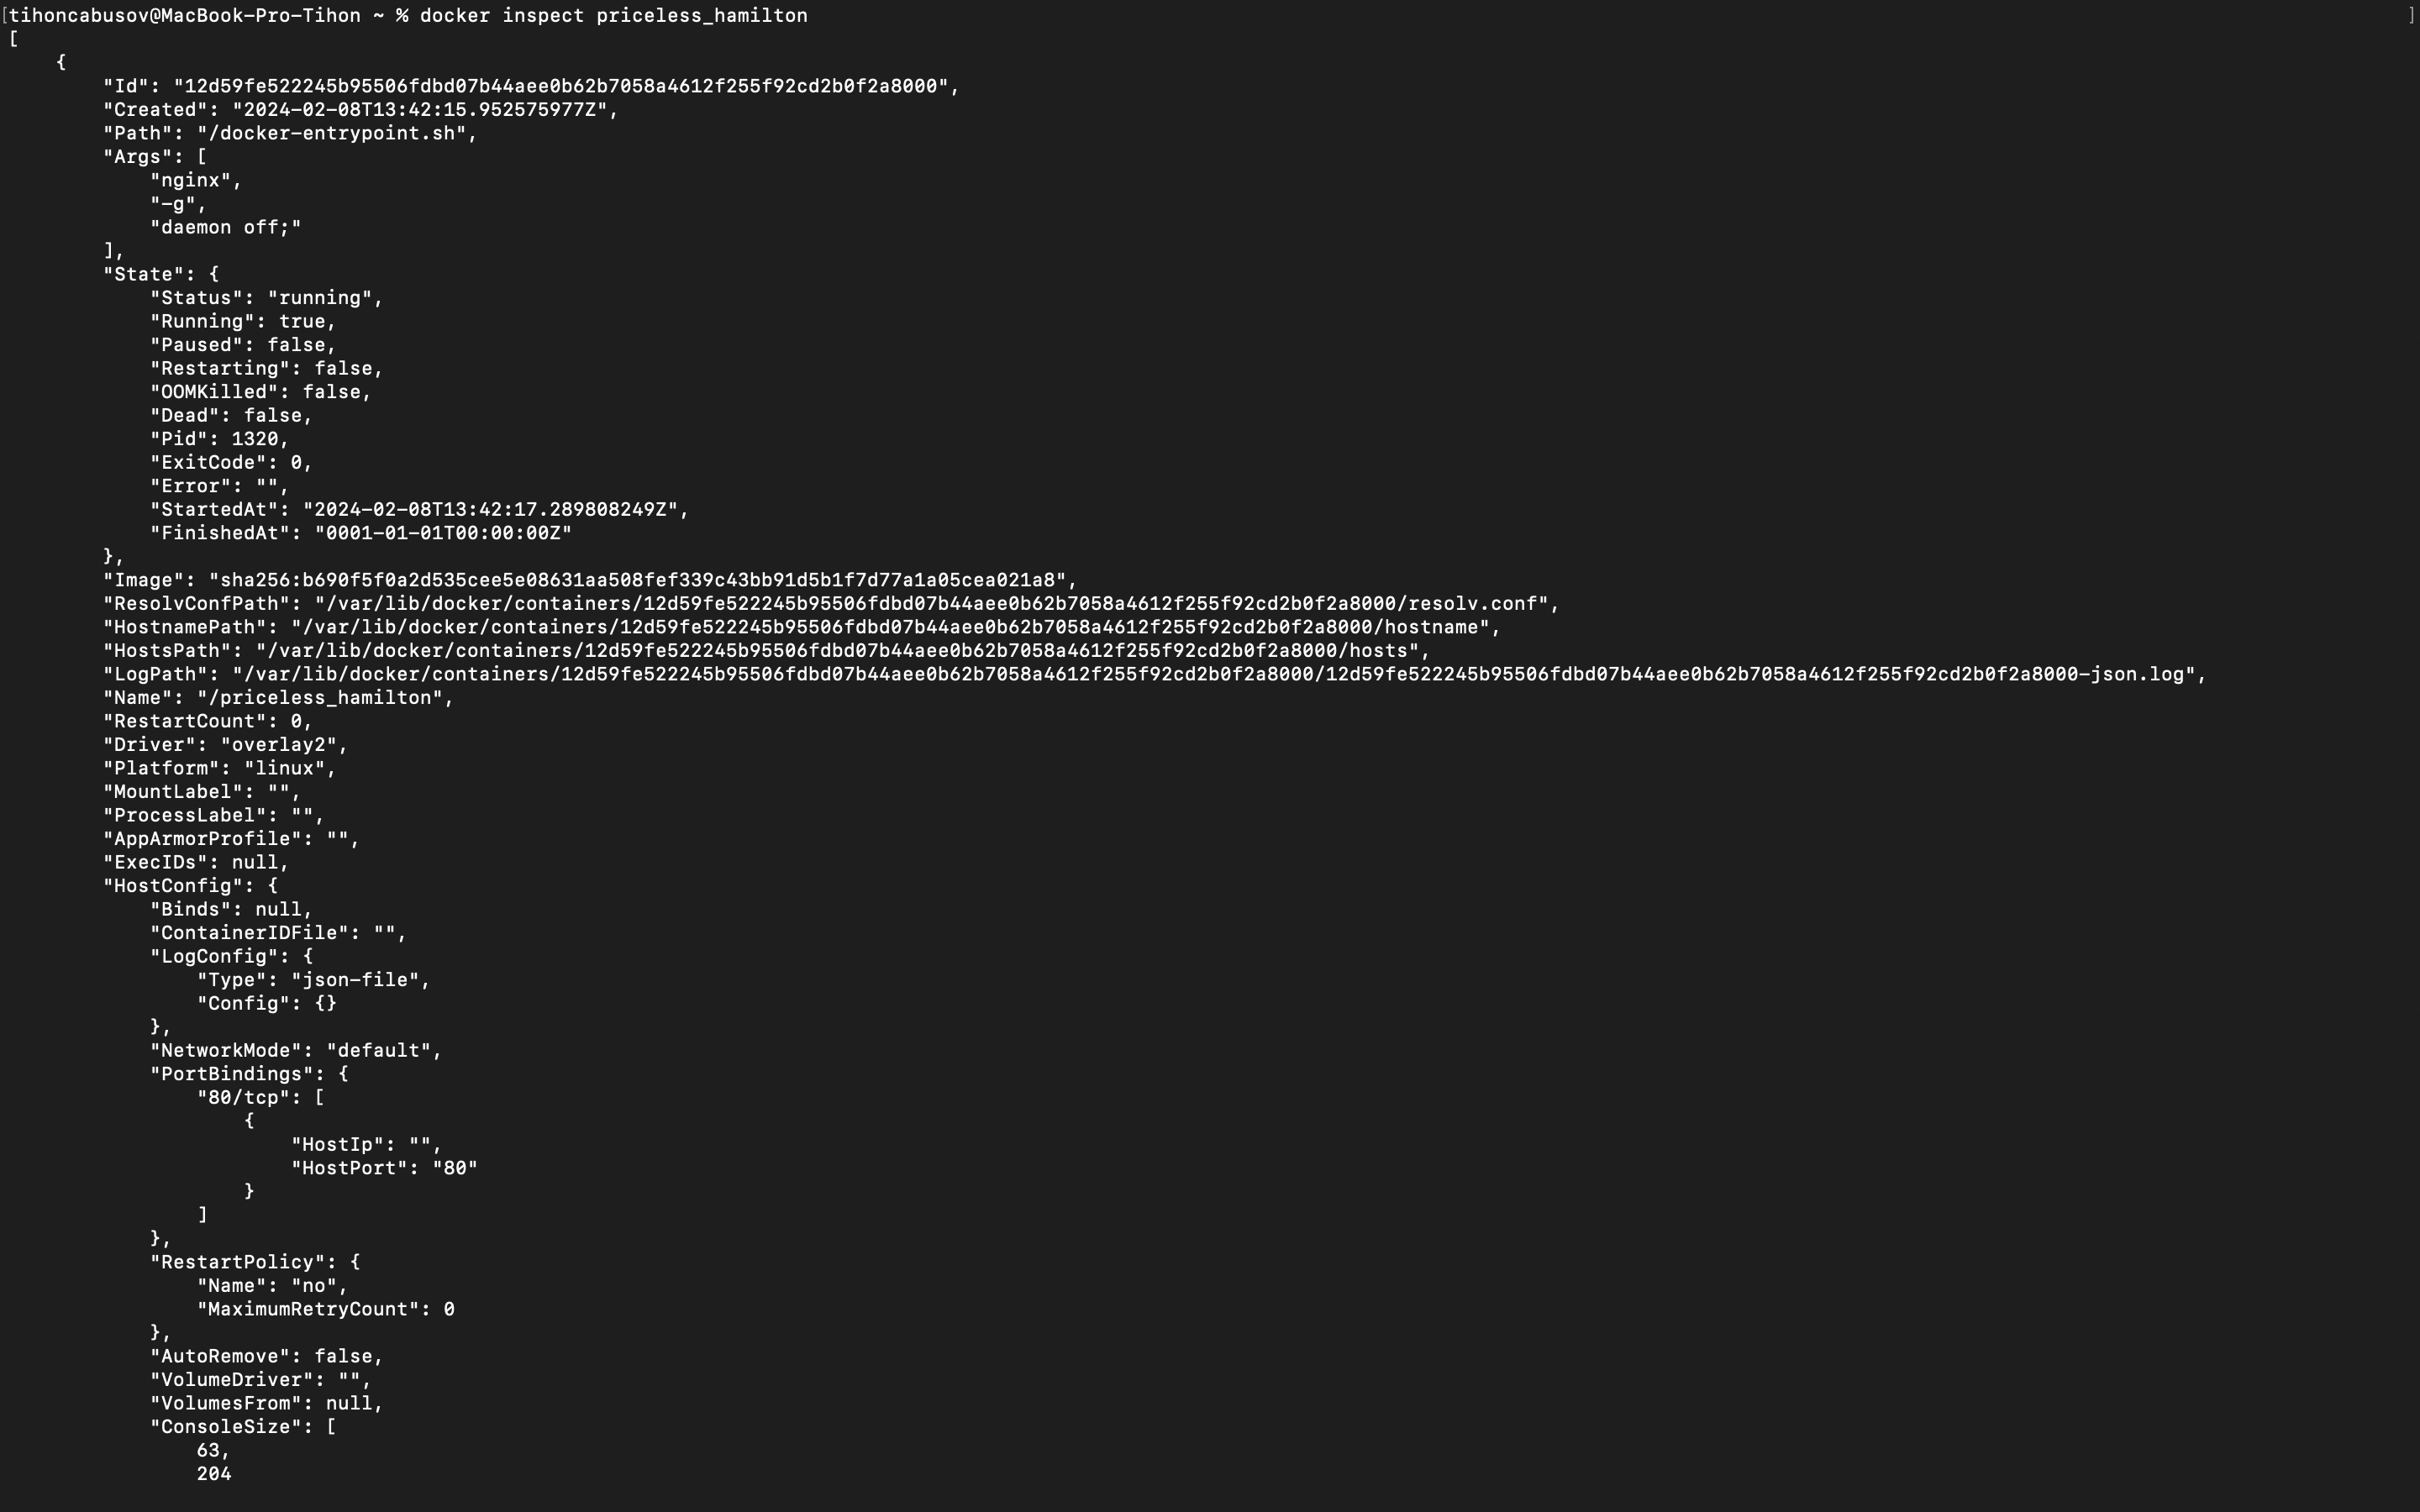 [tihoncabusov@MacBook-Pro-Tihon ~ % docker inspect priceless_hamilton ]
[
    {
        "Id": "12d59fe522245b95506fdbd07b44aee0b62b7058a4612f255f92cd2b0f2a8000",
        "Created": "2024-02-08T13:42:15.952575977Z",
        "Path": "/docker-entrypoint.sh",
        "Args": [
            "nginx",
            "-g",
            "daemon off;"
        ],
        "State": {
            "Status": "running",
            "Running": true,
            "Paused": false,
            "Restarting": false,
            "OOMKilled": false,
            "Dead": false,
            "Pid": 1320,
            "ExitCode": 0,
            "Error": "",
            "StartedAt": "2024-02-08T13:42:17.289808249Z",
            "FinishedAt": "0001-01-01T00:00:00Z"
        },
        "Image": "sha256:b690f5f0a2d535cee5e08631aa508fef339c43bb91d5b1f7d77a1a05cea021a8",
        "ResolvConfPath": "/var/lib/docker/containers/12d59fe522245b95506fdbd07b44aee0b62b7058a4612f255f92cd2b0f2a8000/resolv.conf",
        "HostnamePath": "/var/lib/docker/containers/12d59fe522245b95506fdbd07b44aee0b62b7058a4612f255f92cd2b0f2a8000/hostname",
        "HostsPath": "/var/lib/docker/containers/12d59fe522245b95506fdbd07b44aee0b62b7058a4612f255f92cd2b0f2a8000/hosts",
        "LogPath": "/var/lib/docker/containers/12d59fe522245b95506fdbd07b44aee0b62b7058a4612f255f92cd2b0f2a8000/12d59fe522245b95506fdbd07b44aee0b62b7058a4612f255f92cd2b0f2a8000-json.log",
        "Name": "/priceless_hamilton",
        "RestartCount": 0,
        "Driver": "overlay2",
        "Platform": "linux",
        "MountLabel": "",
        "ProcessLabel": "",
        "AppArmorProfile": "",
        "ExecIDs": null,
        "HostConfig": {
            "Binds": null,
            "ContainerIDFile": "",
            "LogConfig": {
                "Type": "json-file",
                "Config": {}
            },
            "NetworkMode": "default",
            "PortBindings": {
                "80/tcp": [
                    {
                        "HostIp": "",
                        "HostPort": "80"
                    }
                ]
            },
            "RestartPolicy": {
                "Name": "no",
                "MaximumRetryCount": 0
            },
            "AutoRemove": false,
            "VolumeDriver": "",
            "VolumesFrom": null,
            "ConsoleSize": [
                63,
                204